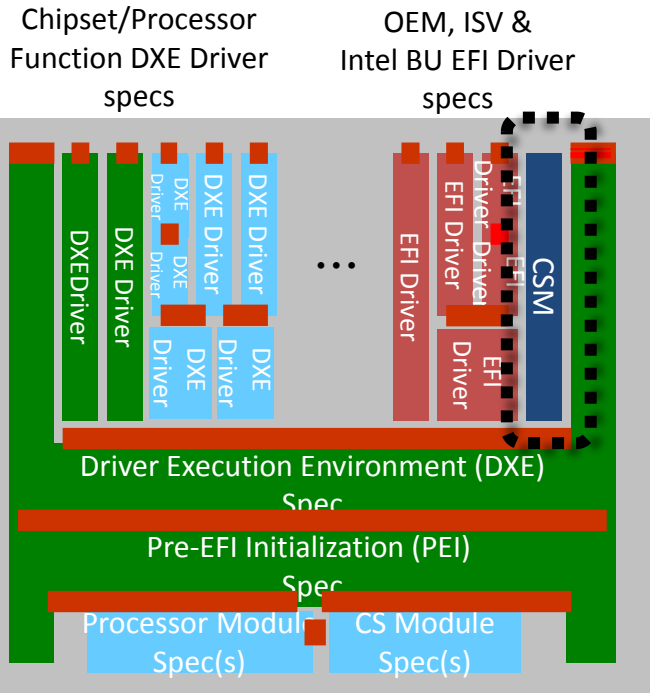 Chipset/Processor
Function DXE Driver
specs
OEM, ISV &
Intel BU EFI Driver
specs
DXEDriver
DXE Driver
DXE
Driver
DXE
Driver
DXE Driver
DXE Driver
DXE
Driver
DXE
Driver
...
EFI Driver
EFI Driver
EFI
Driver
EFI
Driver
EFI
Driver
CSM
Driver Execution Environment (DXE)
Spec
Pre-EFI Initialization (PEI)
Spec
Processor Module
Spec(s)
CS Module
Spec(s)